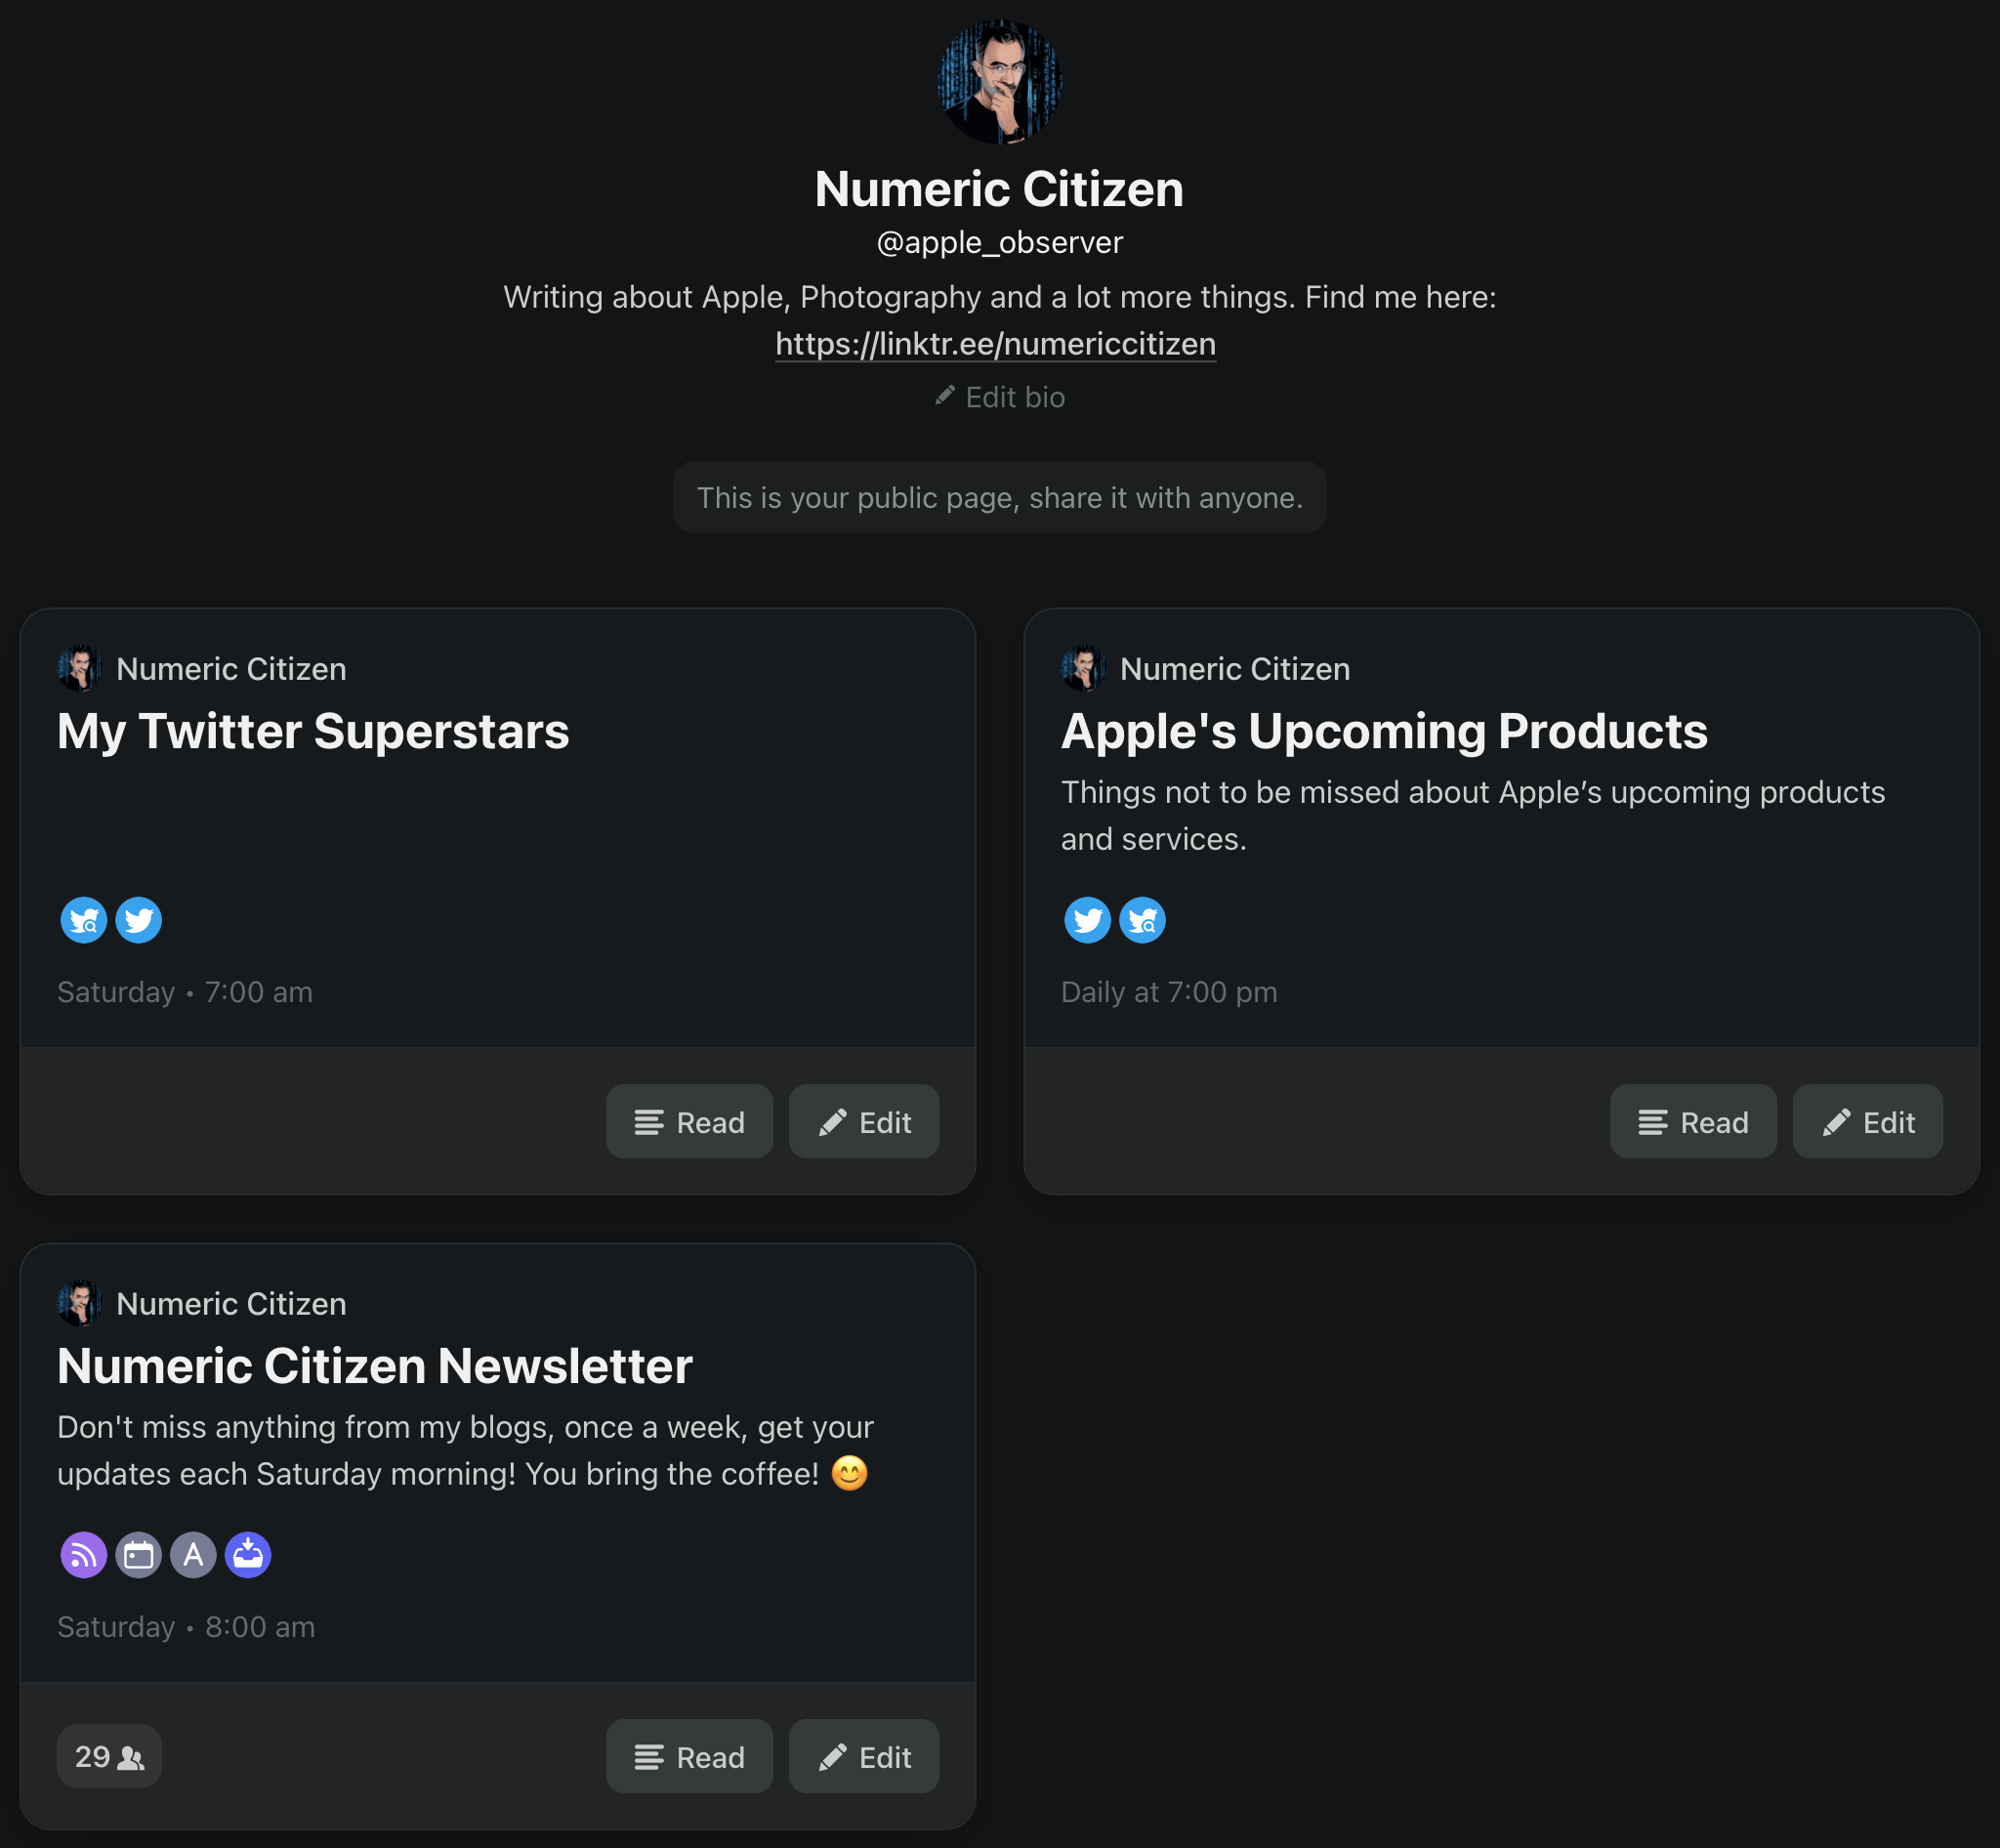 Numeric Citizen
@apple_observer
Writing about Apple, Photography and a lot more things. Find me here:
https://linktr.ee/numericcitizen
Edit bio
This is your public page, share it with anyone.
Numeric Citizen
My Twitter Superstars
Saturday • 7:00 am
Read
Edit
Numeric Citizen
Apple's Upcoming Products
Things not to be missed about Apple’s upcoming products
and services.
Daily at 7:00 pm
Read
Edit
Numeric Citizen
Numeric Citizen Newsletter
Don't miss anything from my blogs, once a week, get your
updates each Saturday morning! You bring the coffee! 😊
A
Saturday • 8:00 am
29
Read
Edit